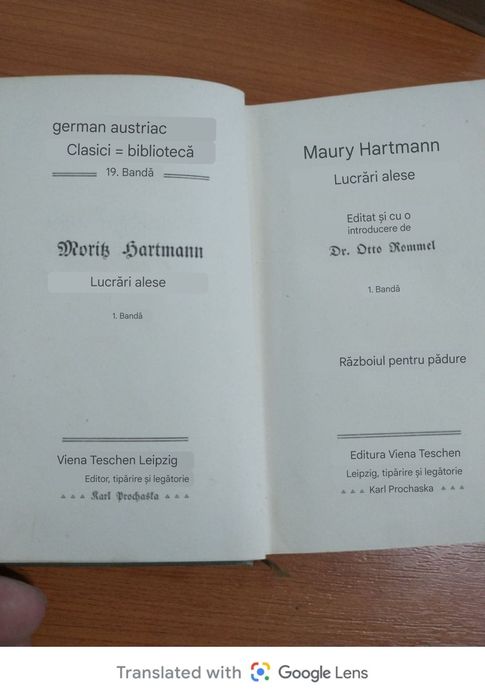 german austriac
Clasici = bibliotecă
19. Bandă
Moritz Hartmann
Lucrări alese
1. Bandă
Viena Teschen Leipzig
Editor, tipărire și legătorie
Karl Prochaska
Maury Hartmann
Lucrări alese
Editat și cu o
introducere de
Dr. Otto Rommel
1. Bandă
Războiul pentru pădure
Editura Viena Teschen
Leipzig, tipărire și legătorie
Karl Prochaska
Translated with Google Lens